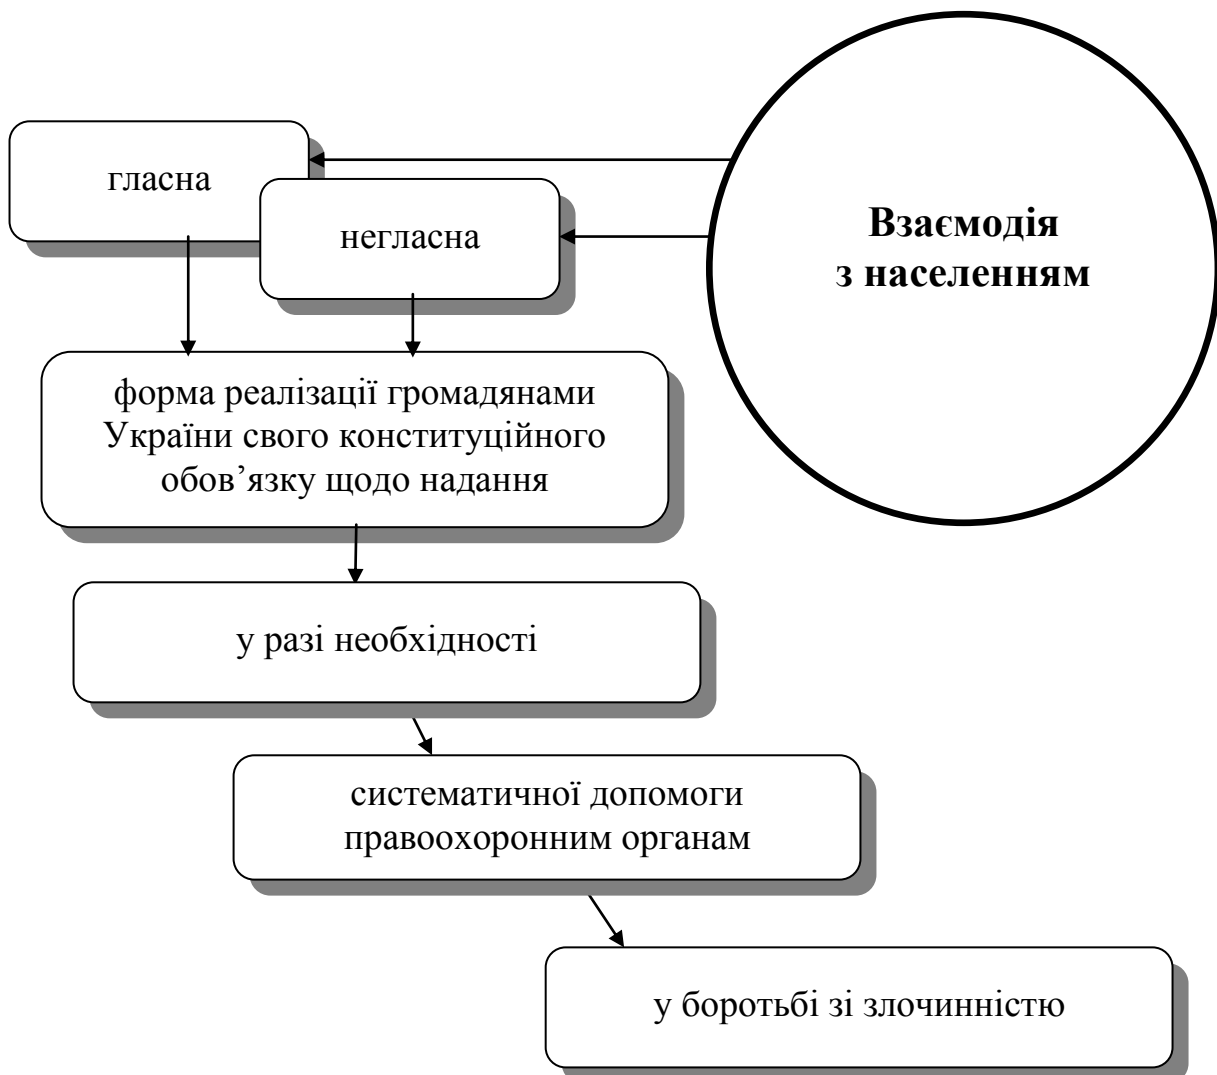 гласна
негласна
Взаємодія
з населенням
форма реалізації громадянами
України свого конституційного
обов’язку щодо надання
у разі необхідності
систематичної допомоги
правоохоронним органам
у боротьбі зі злочинністю